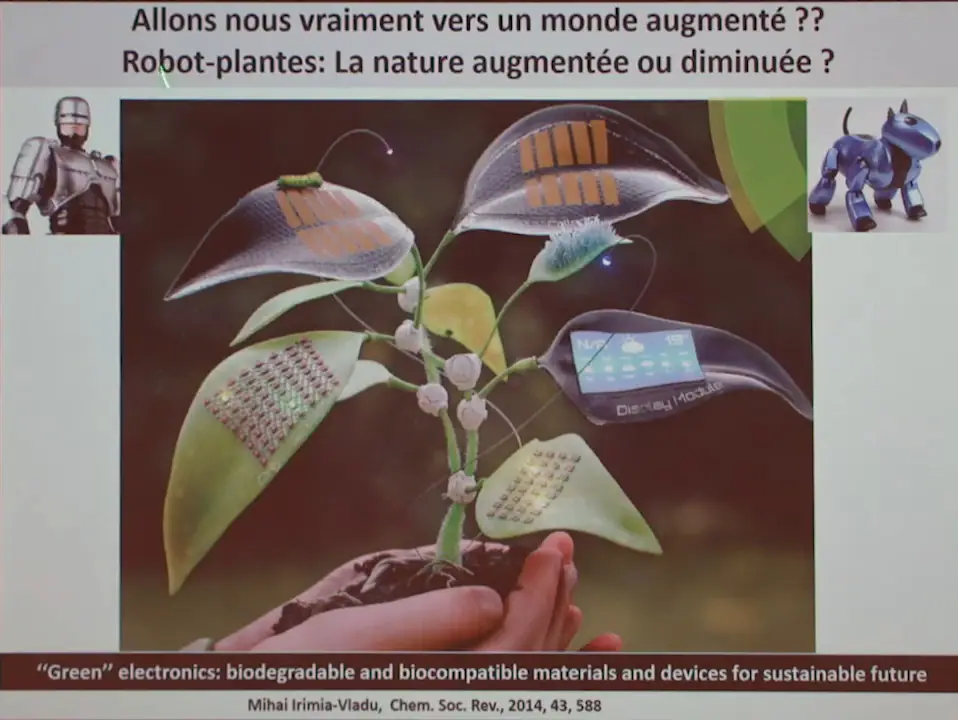 Allons nous vraiment vers un monde augmenté ??
Robot-plantes: La nature augmentée ou diminuée ?
19°
Display Module
“Green” electronics: biodegradable and biocompatible materials and devices for sustainable future
Mihai Irimia-Vladu, Chem. Soc. Rev., 2014, 43, 588